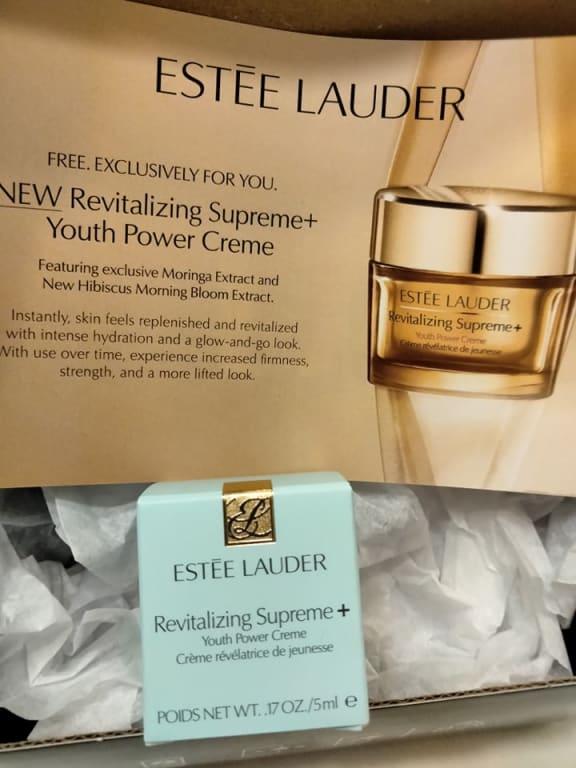 ESTĒE LAUDER
FREE. EXCLUSIVELY FOR YOU.
NEW Revitalizing Supreme+
Youth Power Creme
Featuring exclusive Moringa Extract and
New Hibiscus Morning Bloom Extract.
Instantly, skin feels replenished and revitalized
with intense hydration and a glow-and-go look.
With use over time, experience increased firmness,
strength, and a more lifted look.
ESTĒE LAUDER
Revitalizing Supreme+
Youth Power Creme
Crème révélatrice de jeunesse
EL
ESTĒE LAUDER
Revitalizing Supreme+
Youth Power Creme
Crème révélatrice de jeunesse
POIDS NET WT. .17 OZ./5ml e